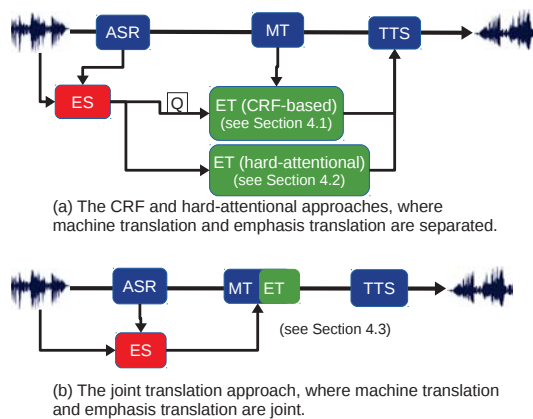 ASR MT TTS
ES
Q
ET (CRF-based)
(see Section 4.1)
ET (hard-attentional)
(see Section 4.2)
(a) The CRF and hard-attentional approaches, where
machine translation and emphasis translation are separated.
ASR MT ET TTS
ES
(see Section 4.3)
(b) The joint translation approach, where machine translation
and emphasis translation are joint.